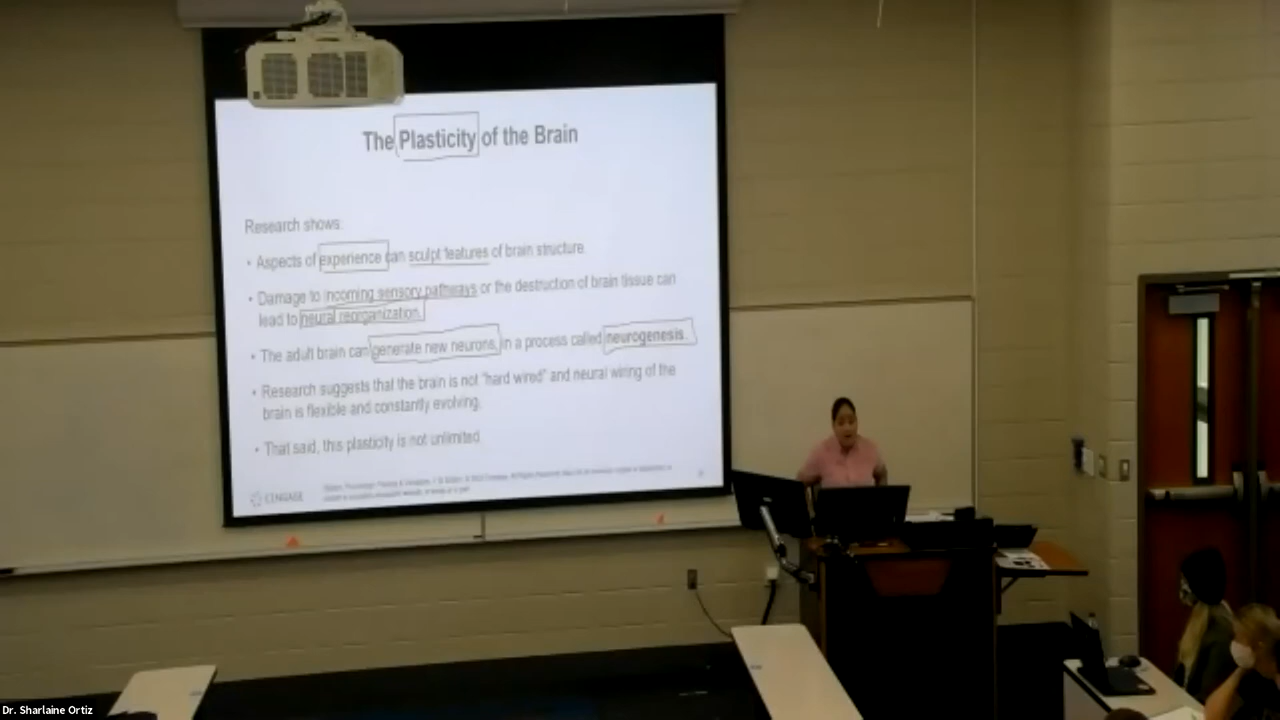 The Plasticity of the Brain
Research shows:
• Aspects of experience can sculpt features of brain structure.
• Damage to incoming sensory pathways or the destruction of brain tissue can
lead to neural reorganization.
• The adult brain can generate new neurons, in a process called neurogenesis.
• Research suggests that the brain is not "hard wired" and neural wiring of the
brain is flexible and constantly evolving.
• That said, this plasticity is not unlimited.
CENGAGE
Dr. Sharlaine Ortiz